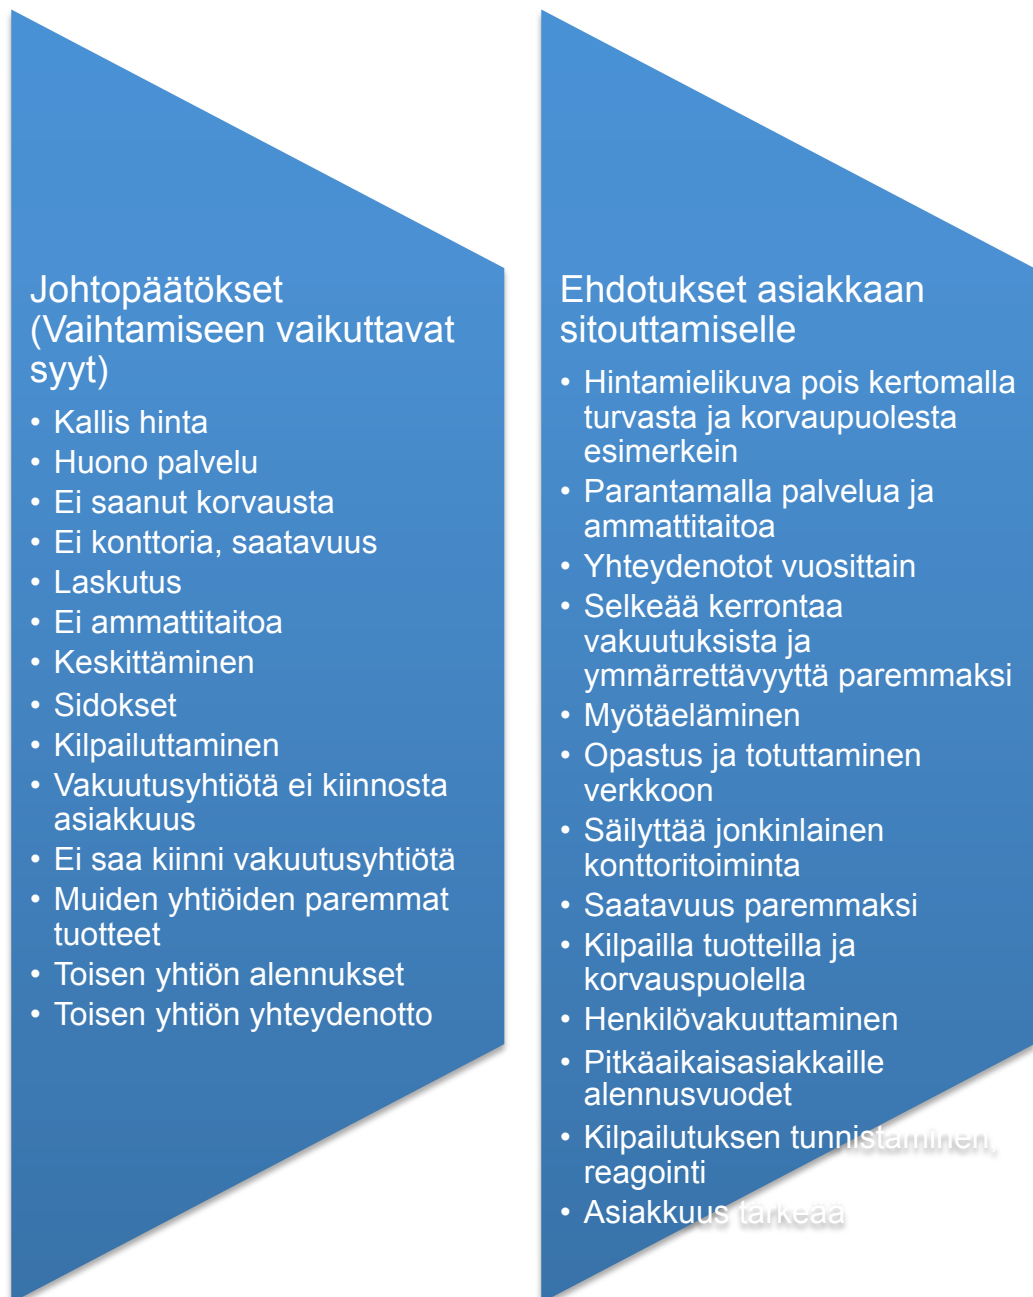 Johtopäätökset
(Vaihtamiseen vaikuttavat
syyt)
• Kallis hinta
• Huono palvelu
• Ei saanut korvausta
• Ei konttoria, saatavuus
• Laskutus
• Ei ammattitaitoa
• Keskittäminen
• Sidokset
• Kilpailuttaminen
• Vakuutusyhtiötä ei kiinnosta
asiakkuus
• Ei saa kiinni vakuutusyhtiötä
• Muiden yhtiöiden paremmat
tuotteet
• Toisen yhtiön alennukset
• Toisen yhtiön yhteydenotto
Ehdotukset asiakkaan
sitouttamiselle
• Hintamielikuva pois kertomalla
turvasta ja korvaupuolesta
esimerkein
• Parantamalla palvelua ja
ammattitaitoa
• Yhteydenotot vuosittain
• Selkeää kerrontaa
vakuutuksista ja
ymmärrettävyyttä paremmaksi
• Myötäeläminen
• Opastus ja totuttaminen
verkkoon
• Säilyttää jonkinlainen
konttoritoiminta
• Saatavuus paremmaksi
• Kilpailla tuotteilla ja
korvauspuolella
• Henkilövakuuttaminen
• Pitkäaikaisasiakkaille
alennusvuodet
• Kilpailutuksen tunnistaminen,
reagointi
• Asiakkuus tärkeää